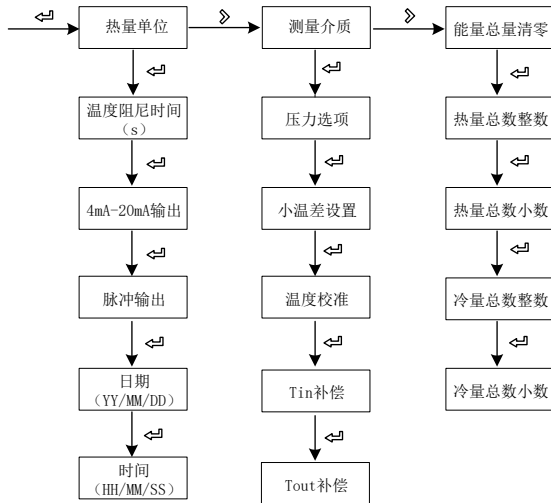 热量单位
测量介质
能量总量清零
温度阻尼时间
（s）
压力选项
热量总数整数
4mA-20mA输出
小温差设置
热量总数小数
脉冲输出
温度校准
冷量总数整数
日期
（YY/MM/DD）
Tin补偿
冷量总数小数
时间
（HH/MM/SS）
Tout补偿